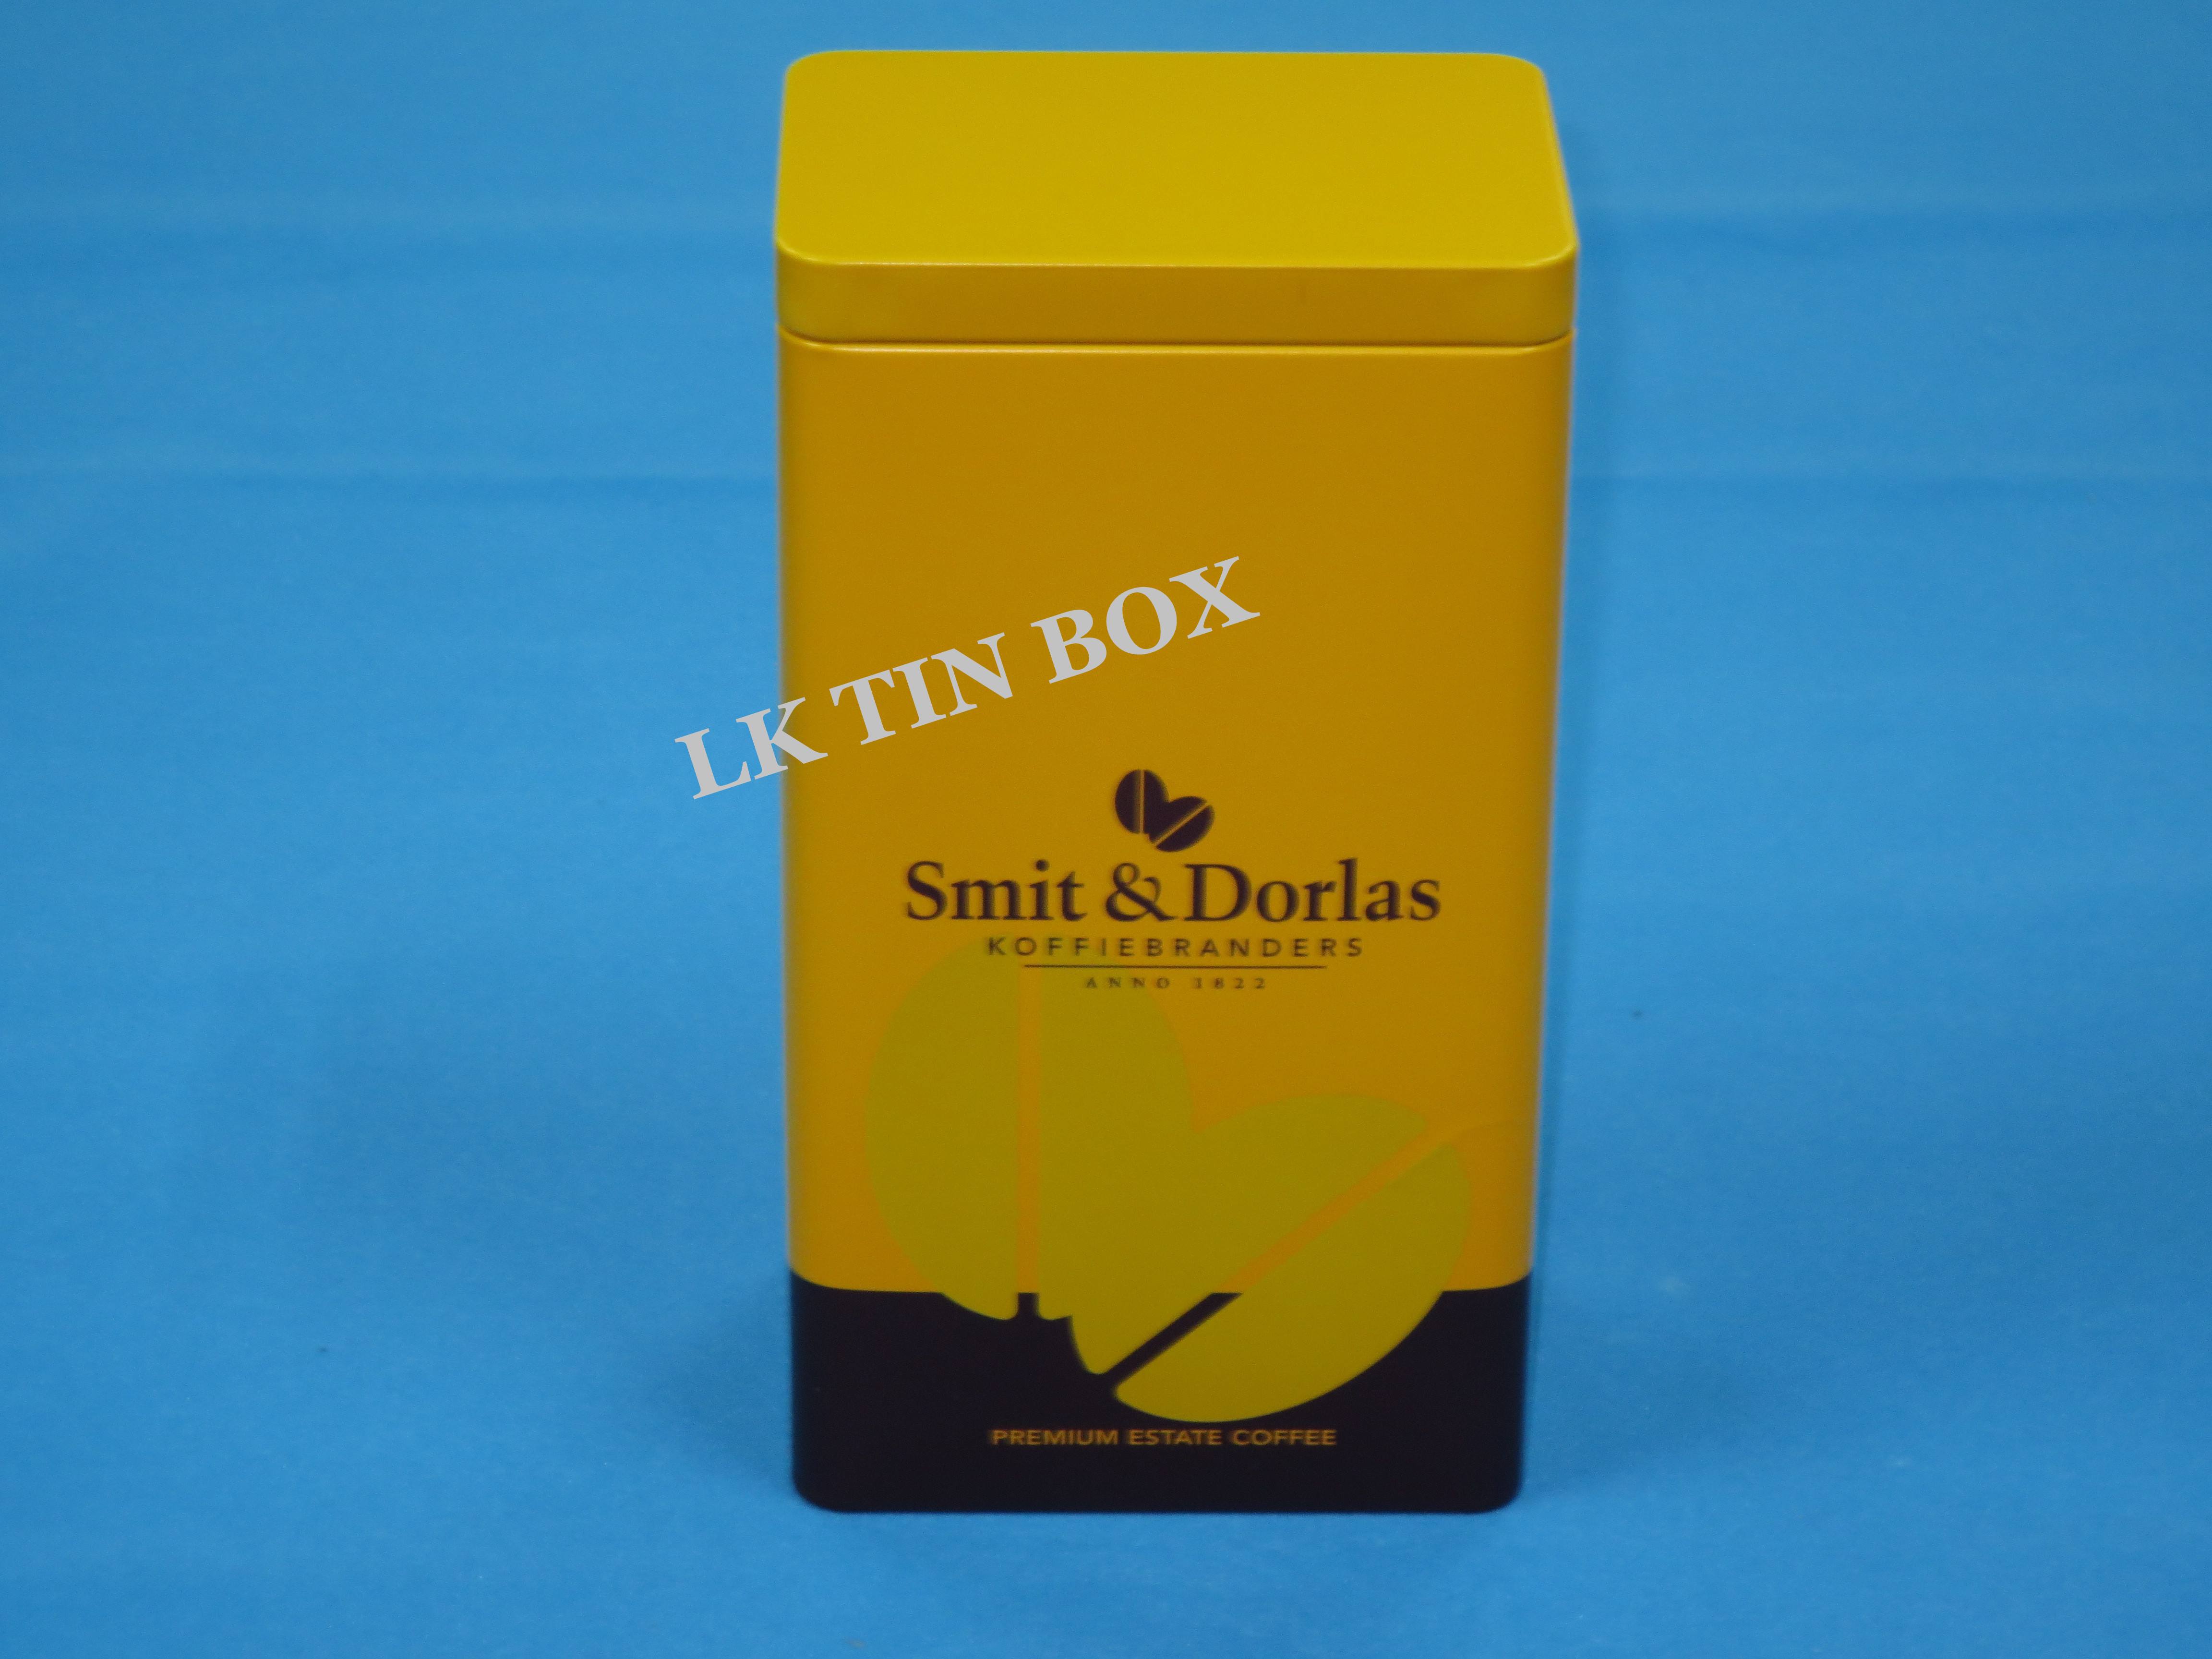 LK TIN BOX
Smit & Dorlas
KOFFIEBRANDERS
ANNO 1822
PREMIUM ESTATE COFFEE